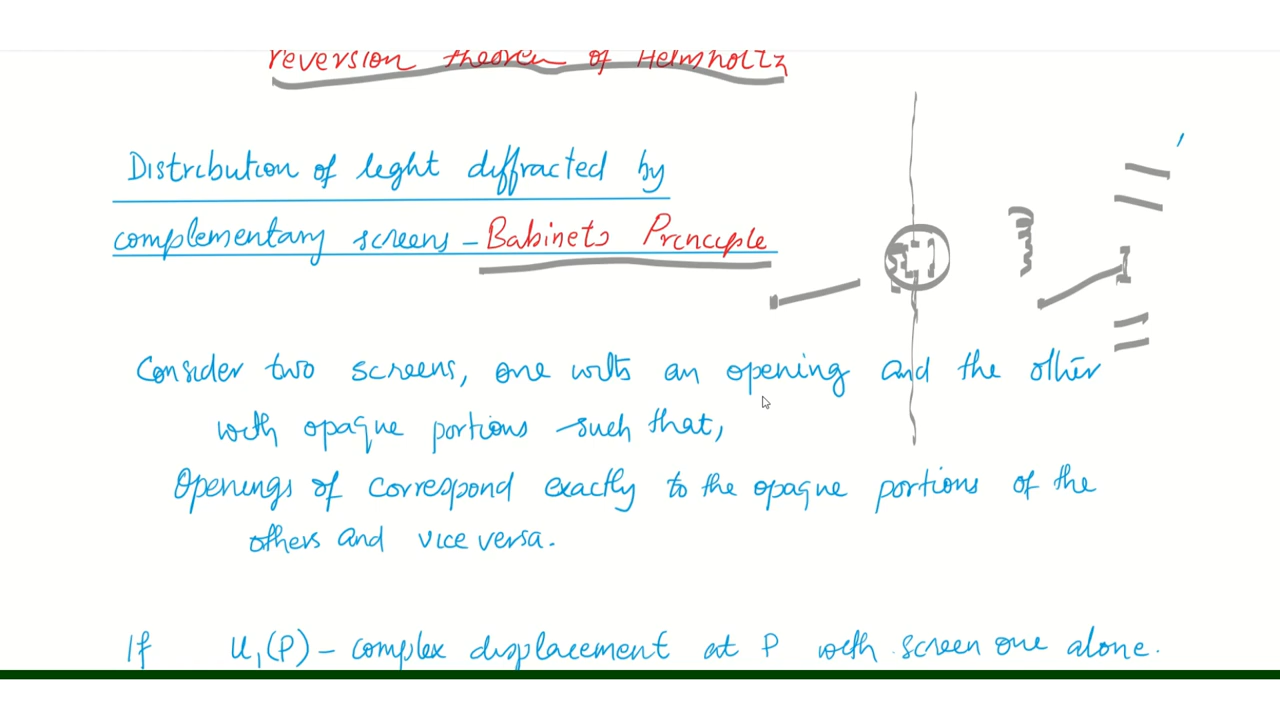 reversion theorem of Helmholtz
Distribution of light diffracted by
complementary screens - Babinets Principle
Consider two screens, one with an opening and the other
with opaque portions such that,
Openings of correspond exactly to the opaque portions of the
others and vice versa.
If U₁(P) - complex displacement at P with screen one alone.